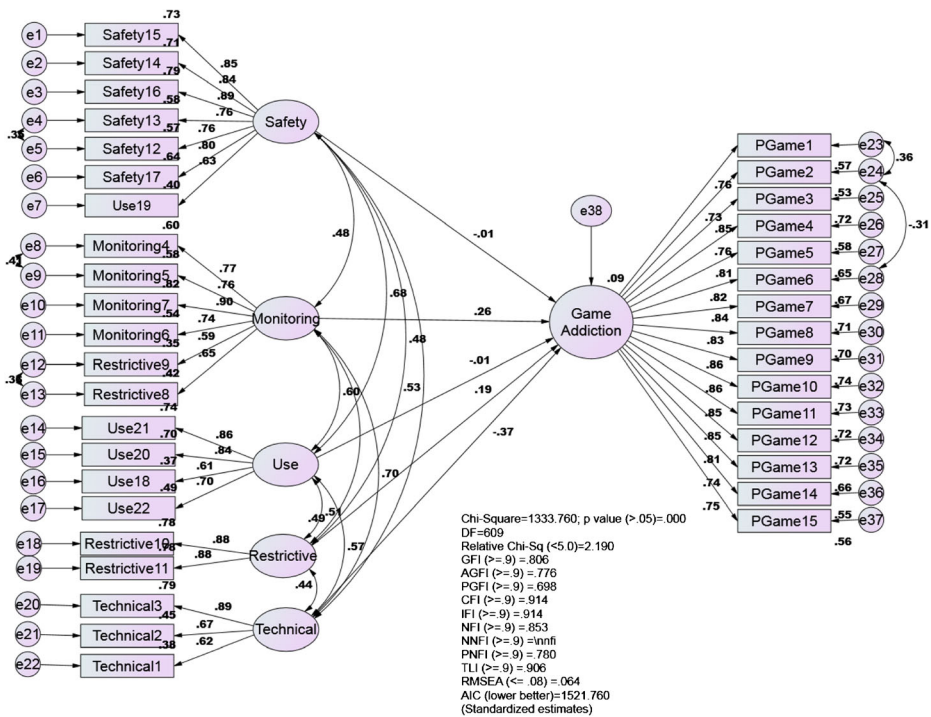 .73
e1 Safety15
.71
.85
e2 Safety14
.79
.84
e3 Safety16
.58
.89
e4 Safety13
.57
.76
Safety
.76
e5 Safety12
.64
.80
e6 Safety17
.40
.63
e7 Use19
.60
e8 Monitoring4
.58
.77
e9 Monitoring5
.82
.76
e10 Monitoring7
.54
.90
Monitoring
e11 Monitoring6
.35
.74
e12 Restrictive9
.42
.59
e13 Restrictive8
.74
.65
e14 Use21
.70
.86
e15 Use20
.37
.84
Use
e16 Use18
.49
.61
e17 Use22
.78
.70
e18 Restrictive10
.88
Restrictive
e19 Restrictive11
.79
.88
e20 Technical3
.45
.89
e21 Technical2
.38
.67
Technical
e22 Technical1
.62
.48
.68
.48
.60
.53
.70
.49
.51
.57
.44
-.01
.26
-.01
.19
-.37
e38
.09
Game
Addiction
PGame1 e23
.36
.76
PGame2 .57 e24
PGame3 .53 e25
.73
-.31
PGame4 .72 e26
.85
PGame5 .58 e27
.76
PGame6 .65 e28
.81
PGame7 .67 e29
.82
PGame8 .71 e30
.84
PGame9 .70 e31
.83
PGame10 .74 e32
.86
PGame11 .73 e33
.86
PGame12 .72 e34
.85
PGame13 .72 e35
.85
PGame14 .66 e36
.81
PGame15 .55 e37
.74
.75
.56
Chi-Square=1333.760; p value (>.05)=.000
DF=609
Relative Chi-Sq (<5.0)=2.190
GFI (>=.9) =.806
AGFI (>=.9) =.776
PGFI (>=.9) =.698
CFI (>=.9) =.914
IFI (>=.9) =.914
NFI (>=.9) =.853
NNFI (>=.9) =\nnfi
PNFI (>=.9) =.780
TLI (>=.9) =.906
RMSEA (<= .08) =.064
AIC (lower better)=1521.760
(Standardized estimates)